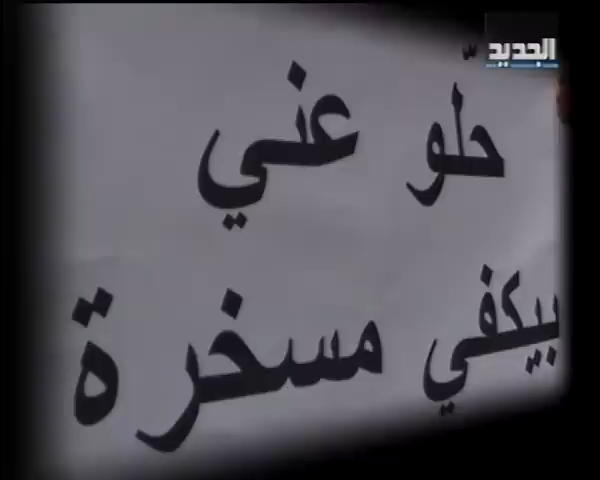 الجديد
حلّو عني
بيكفي مسخرة